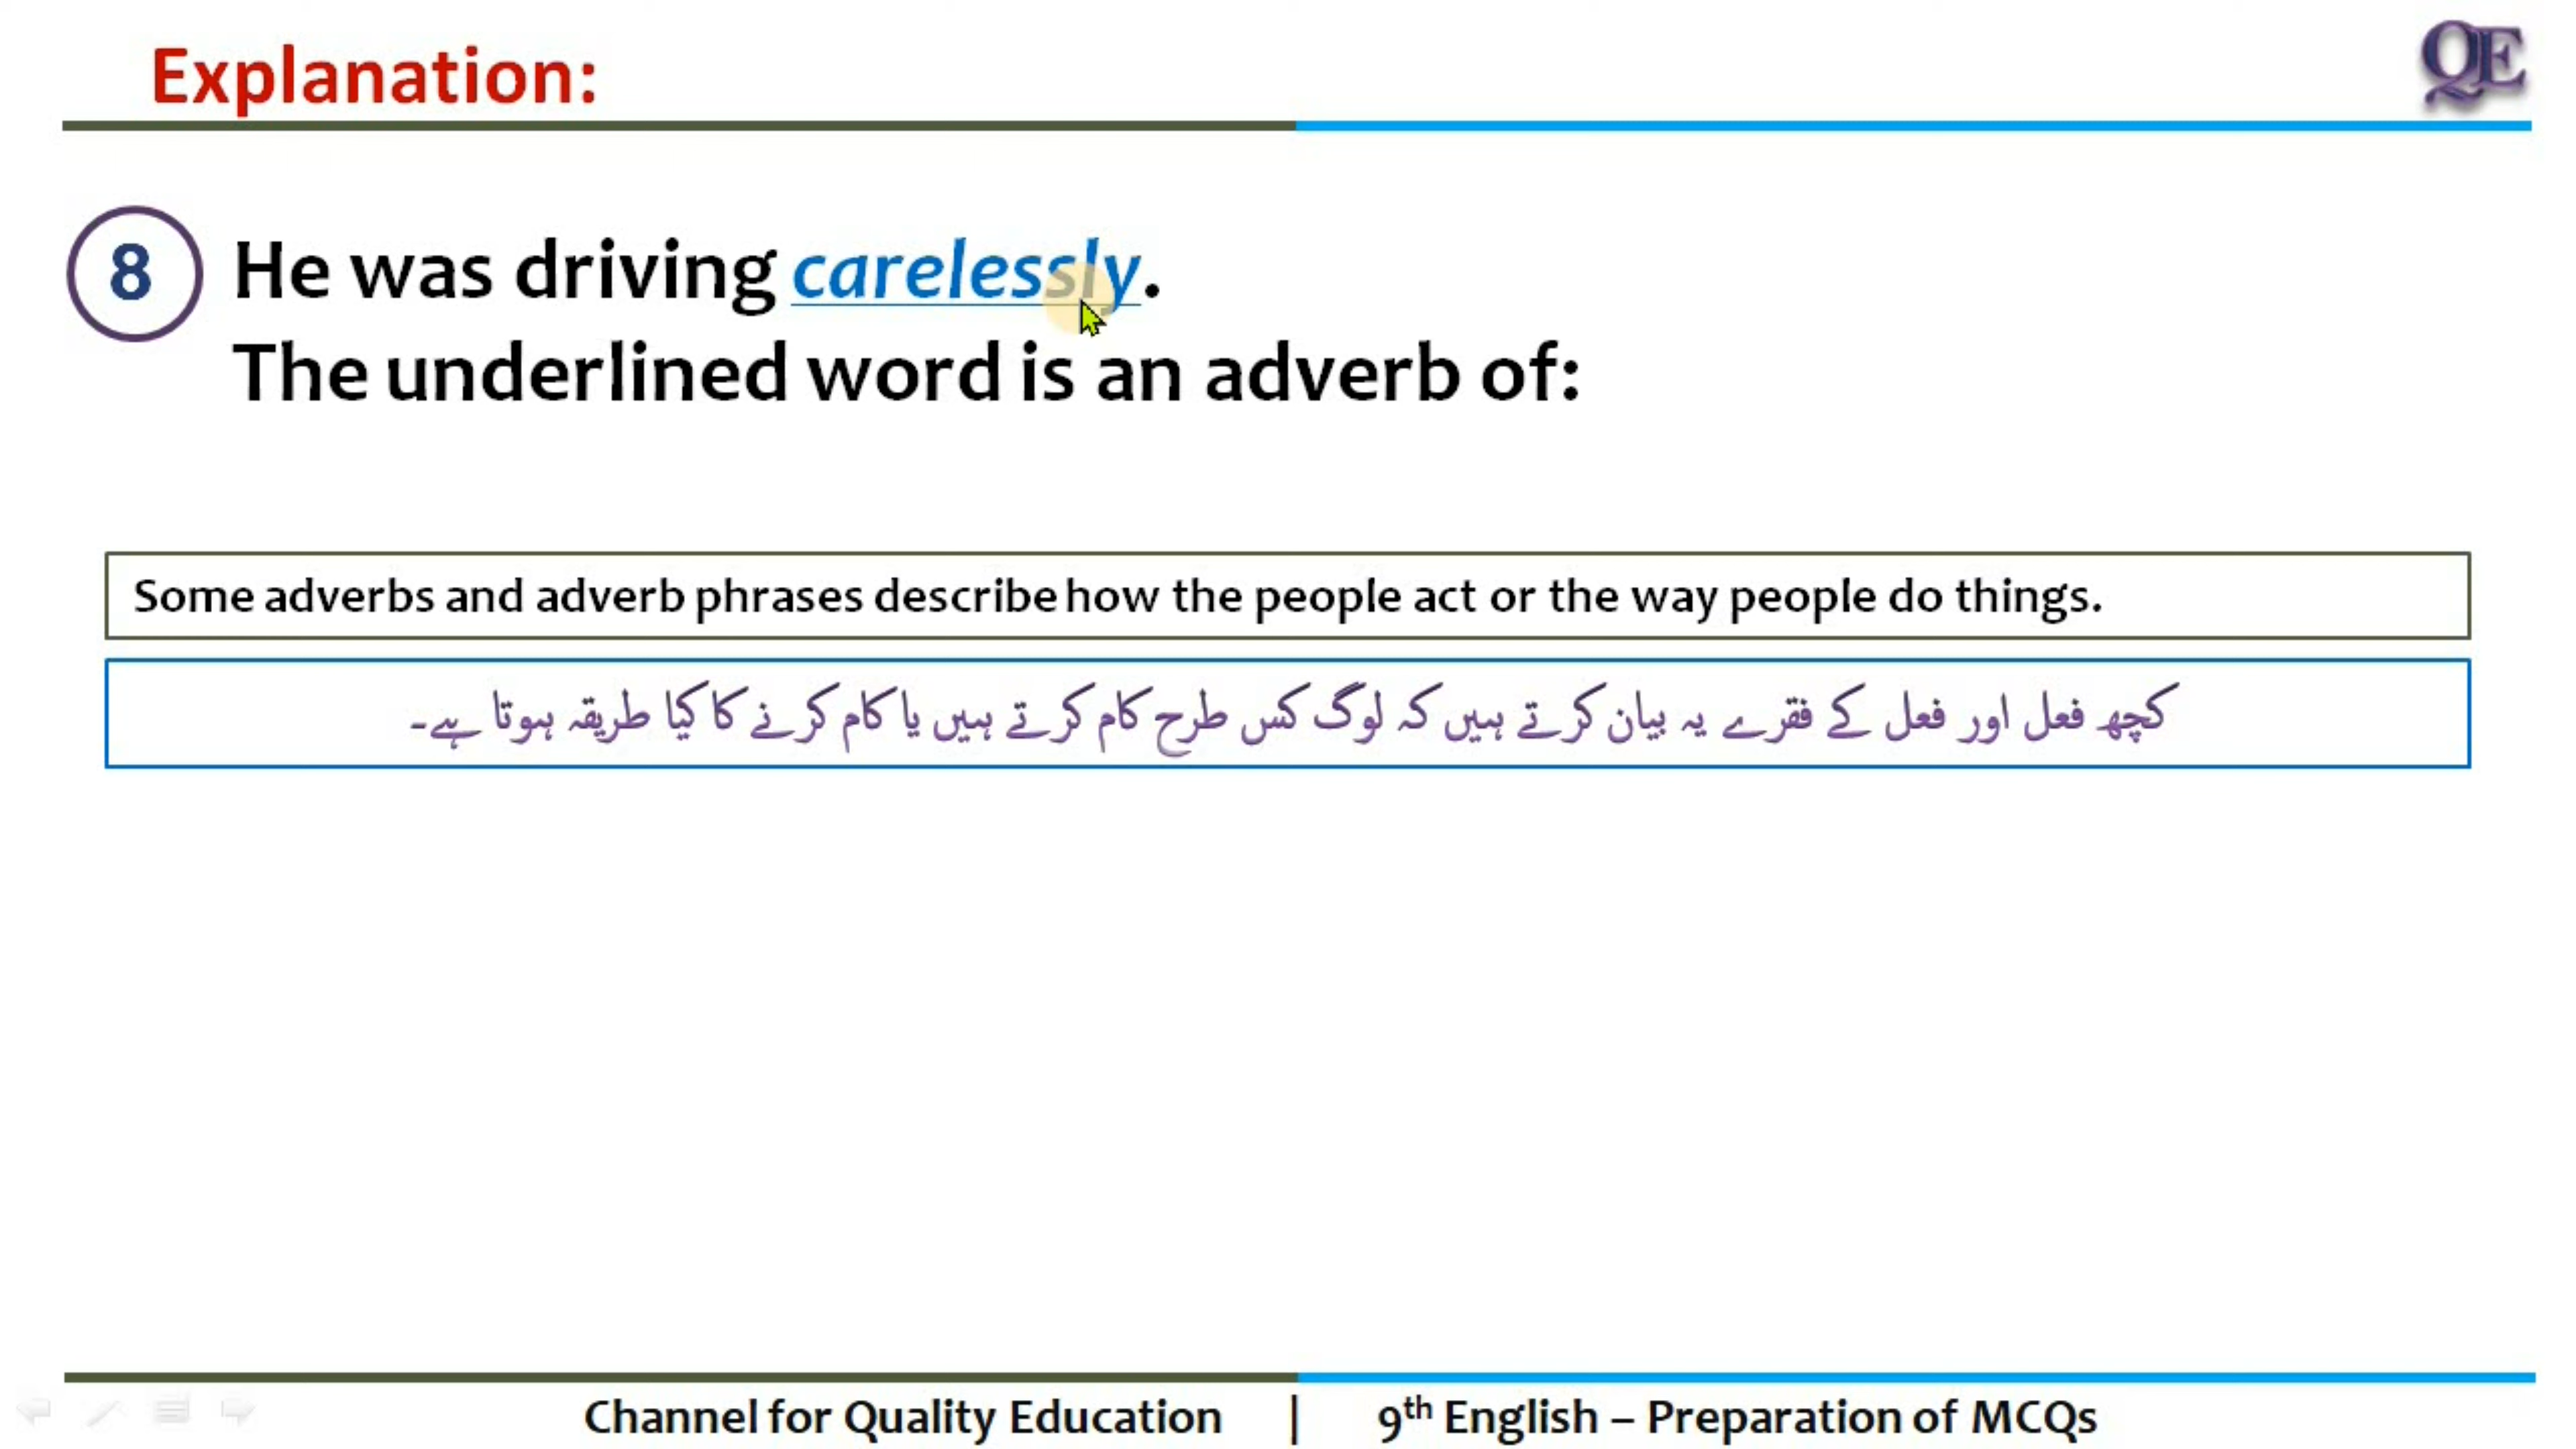 Explanation:
QE
8 He was driving carelessly.
The underlined word is an adverb of:
Some adverbs and adverb phrases describe how the people act or the way people do things.
کچھ فعل اور فعل کے فقرے یہ بیان کرتے ہیں کہ لوگ کس طرح کام کرتے ہیں یا کام کرنے کا کیا طریقہ ہوتا ہے۔
Channel for Quality Education | 9th English – Preparation of MCQs